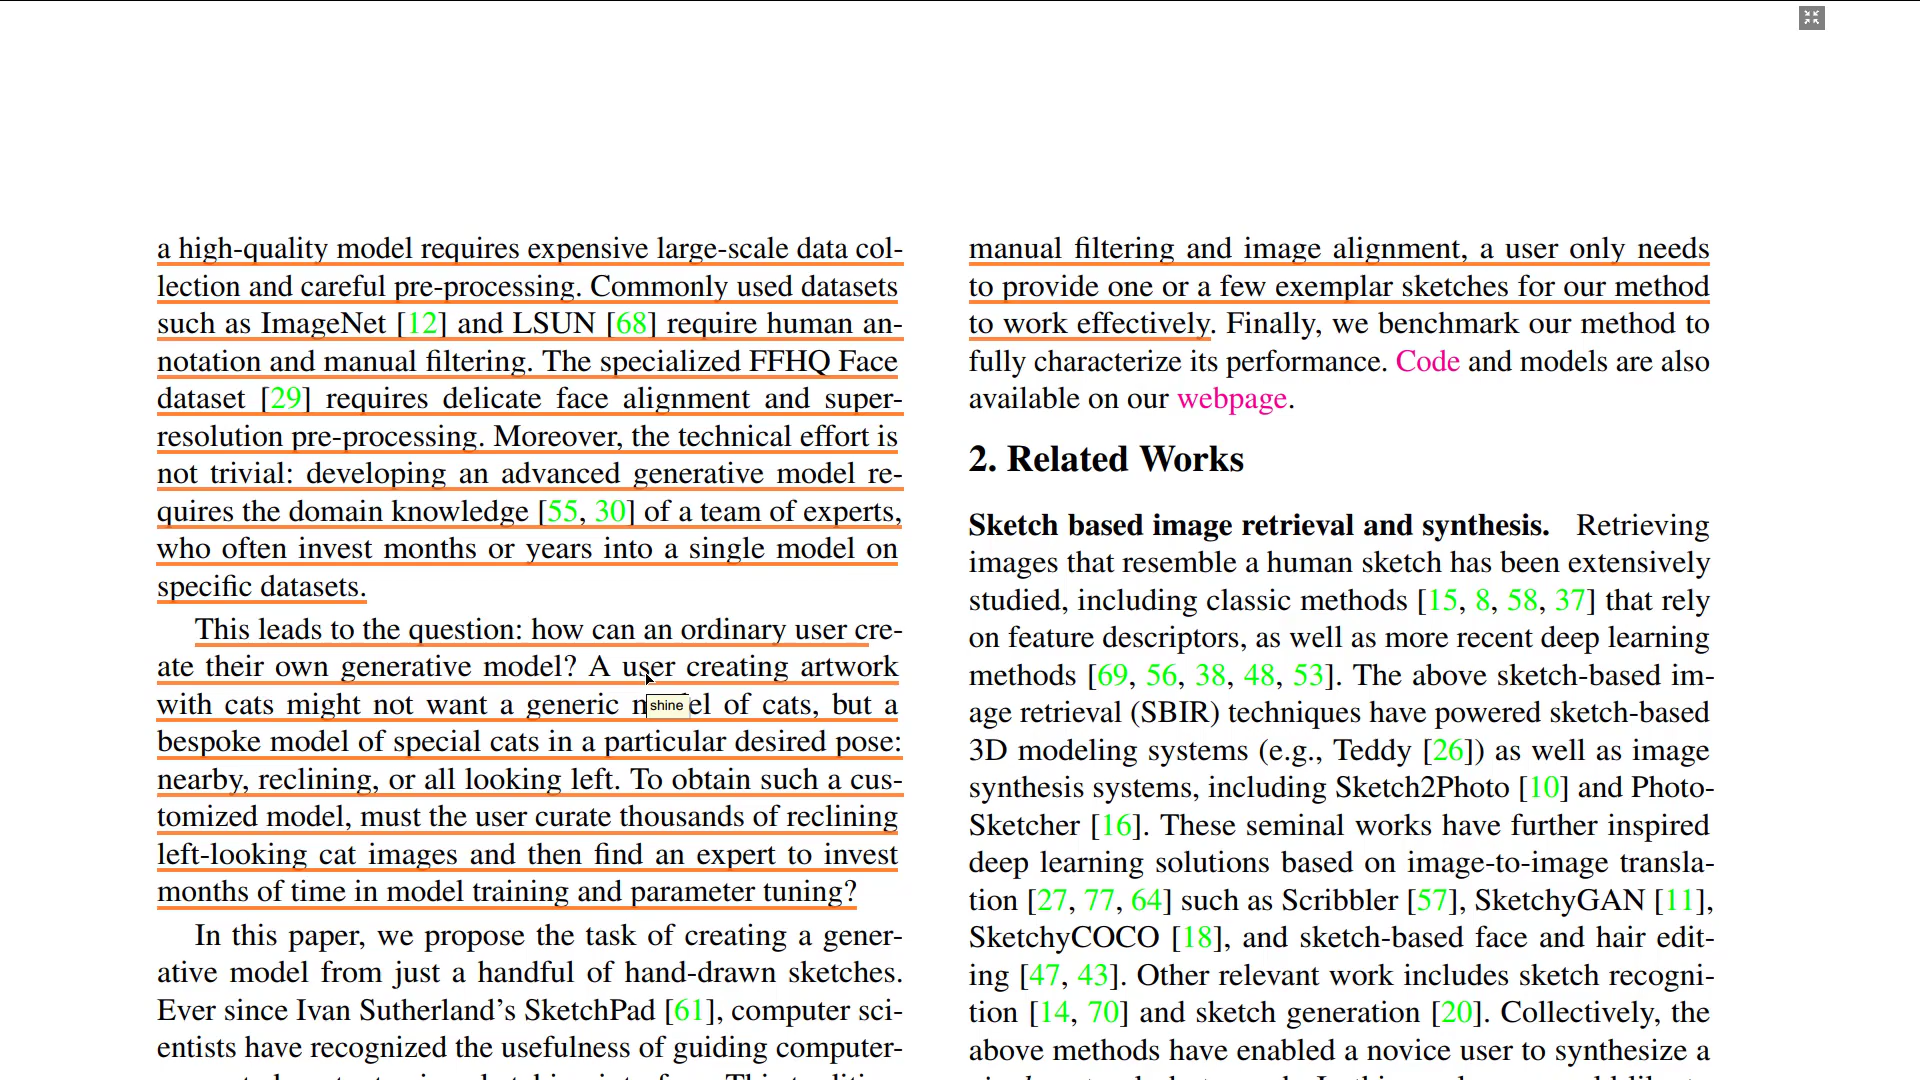 a high-quality model requires expensive large-scale data col-
lection and careful pre-processing. Commonly used datasets
such as ImageNet [12] and LSUN [68] require human an-
notation and manual filtering. The specialized FFHQ Face
dataset [29] requires delicate face alignment and super-
resolution pre-processing. Moreover, the technical effort is
not trivial: developing an advanced generative model re-
quires the domain knowledge [55, 30] of a team of experts,
who often invest months or years into a single model on
specific datasets.
This leads to the question: how can an ordinary user cre-
ate their own generative model? A user creating artwork
with cats might not want a generic m el of cats, but a
shine
bespoke model of special cats in a particular desired pose:
nearby, reclining, or all looking left. To obtain such a cus-
tomized model, must the user curate thousands of reclining
left-looking cat images and then find an expert to invest
months of time in model training and parameter tuning?
In this paper, we propose the task of creating a gener-
ative model from just a handful of hand-drawn sketches.
Ever since Ivan Sutherland's SketchPad [61], computer sci-
entists have recognized the usefulness of guiding computer-
manual filtering and image alignment, a user only needs
to provide one or a few exemplar sketches for our method
to work effectively. Finally, we benchmark our method to
fully characterize its performance. Code and models are also
available on our webpage.
2. Related Works
Sketch based image retrieval and synthesis. Retrieving
images that resemble a human sketch has been extensively
studied, including classic methods [15, 8, 58, 37] that rely
on feature descriptors, as well as more recent deep learning
methods [69, 56, 38, 48, 53]. The above sketch-based im-
age retrieval (SBIR) techniques have powered sketch-based
3D modeling systems (e.g., Teddy [26]) as well as image
synthesis systems, including Sketch2Photo [10] and Photo-
Sketcher [16]. These seminal works have further inspired
deep learning solutions based on image-to-image transla-
tion [27, 77, 64] such as Scribbler [57], SketchyGAN [11],
SketchyCOCO [18], and sketch-based face and hair edit-
ing [47, 43]. Other relevant work includes sketch recogni-
tion [14, 70] and sketch generation [20]. Collectively, the
above methods have enabled a novice user to synthesize a